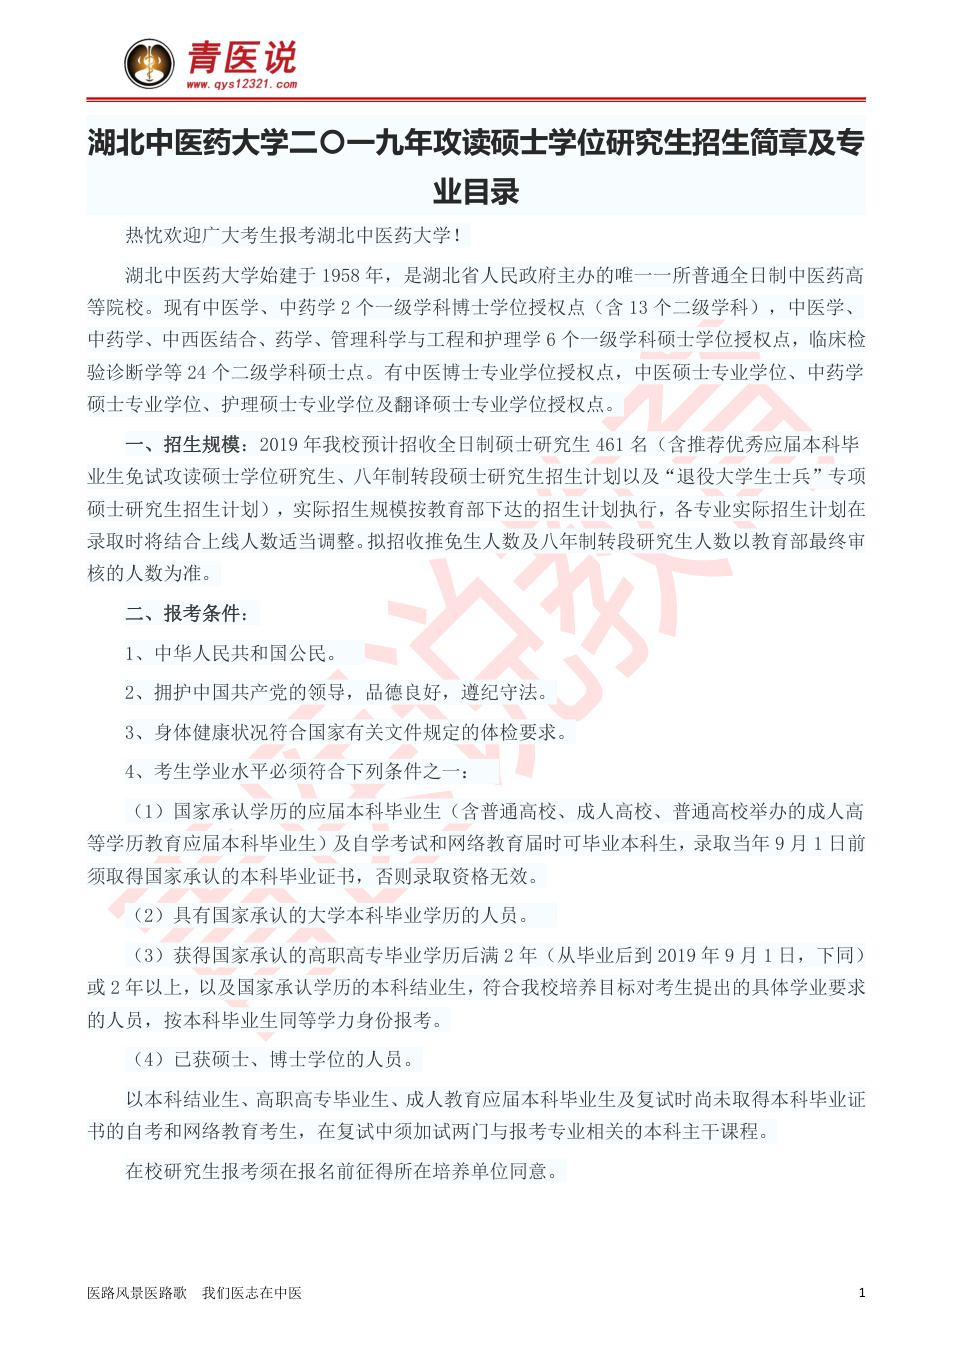 青医说
www.qys12321.com
湖北中医药大学二〇一九年攻读硕士学位研究生招生简章及专
业目录
热忱欢迎广大考生报考湖北中医药大学！
湖北中医药大学始建于 1958 年，是湖北省人民政府主办的唯一一所普通全日制中医药高
等院校。现有中医学、中药学 2 个一级学科博士学位授权点（含 13 个二级学科），中医学、
中药学、中西医结合、药学、管理科学与工程和护理学 6 个一级学科硕士学位授权点，临床检
验诊断学等 24 个二级学科硕士点。有中医博士专业学位授权点，中医硕士专业学位、中药学
硕士专业学位、护理硕士专业学位及翻译硕士专业学位授权点。
一、招生规模：2019 年我校预计招收全日制硕士研究生 461 名（含推荐优秀应届本科毕
业生免试攻读硕士学位研究生、八年制转段硕士研究生招生计划以及“退役大学生士兵”专项
硕士研究生招生计划），实际招生规模按教育部下达的招生计划执行，各专业实际招生计划在
录取时将结合上线人数适当调整。拟招收推免生人数及八年制转段研究生人数以教育部最终审
核的人数为准。
二、报考条件：
1、中华人民共和国公民。
2、拥护中国共产党的领导，品德良好，遵纪守法。
3、身体健康状况符合国家有关文件规定的体检要求。
4、考生学业水平必须符合下列条件之一：
（1）国家承认学历的应届本科毕业生（含普通高校、成人高校、普通高校举办的成人高
等学历教育应届本科毕业生）及自学考试和网络教育届时可毕业本科生，录取当年 9 月 1 日前
须取得国家承认的本科毕业证书，否则录取资格无效。
（2）具有国家承认的大学本科毕业学历的人员。
（3）获得国家承认的高职高专毕业学历后满 2 年（从毕业后到 2019 年 9 月 1 日，下同）
或 2 年以上，以及国家承认学历的本科结业生，符合我校培养目标对考生提出的具体学业要求
的人员，按本科毕业生同等学力身份报考。
（4）已获硕士、博士学位的人员。
以本科结业生、高职高专毕业生、成人教育应届本科毕业生及复试时尚未取得本科毕业证
书的自考和网络教育考生，在复试中须加试两门与报考专业相关的本科主干课程。
在校研究生报考须在报名前征得所在培养单位同意。
医路风景医路歌 我们医志在中医
1